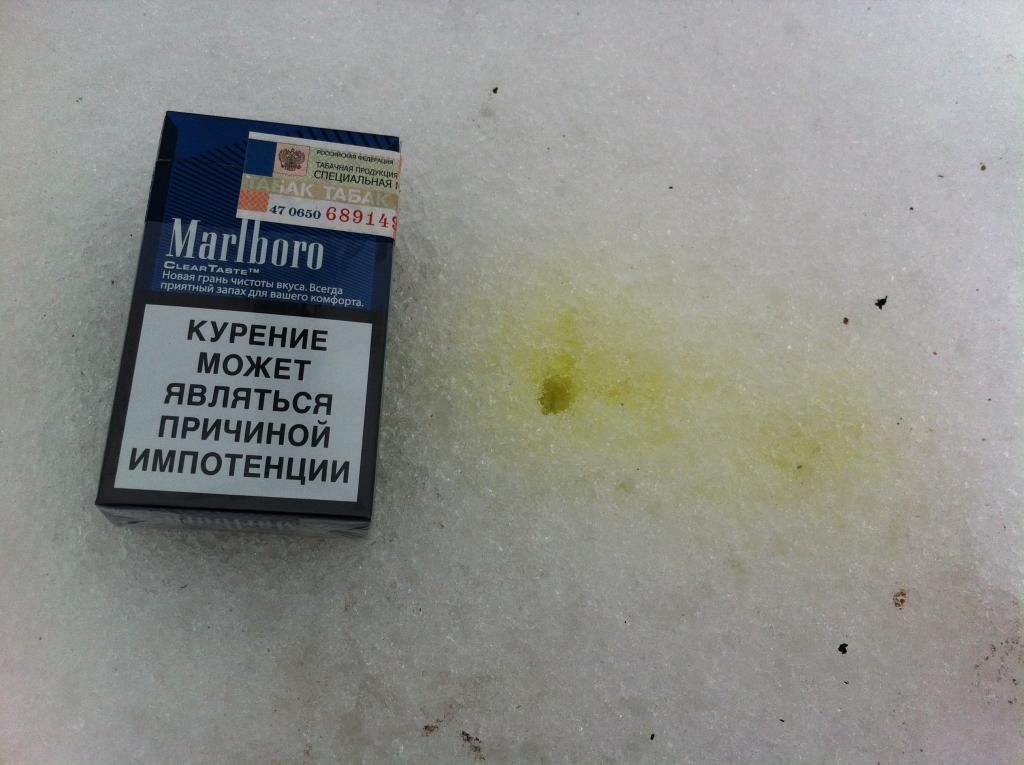 РОССИЙСКАЯ ФЕДЕРАЦИЯ
ТАБАЧНАЯ ПРОДУКЦИЯ
СПЕЦИАЛЬНАЯ
ТАБАК ТАБАК
47 0650 689148
Marlboro
CLEARTASTE™
Новая грань чистоты вкуса. Всегда
приятный запах для вашего комфорта.
КУРЕНИЕ
МОЖЕТ
ЯВЛЯТЬСЯ
ПРИЧИНОЙ
ИМПОТЕНЦИИ